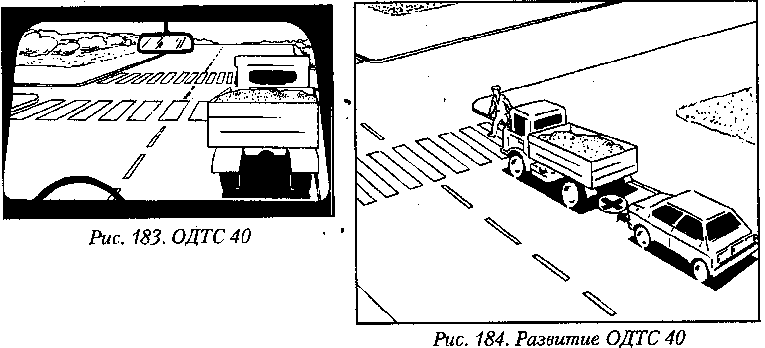 Рис. 183. ОДТС 40
Рис. 184. Развитие ОДТС 40